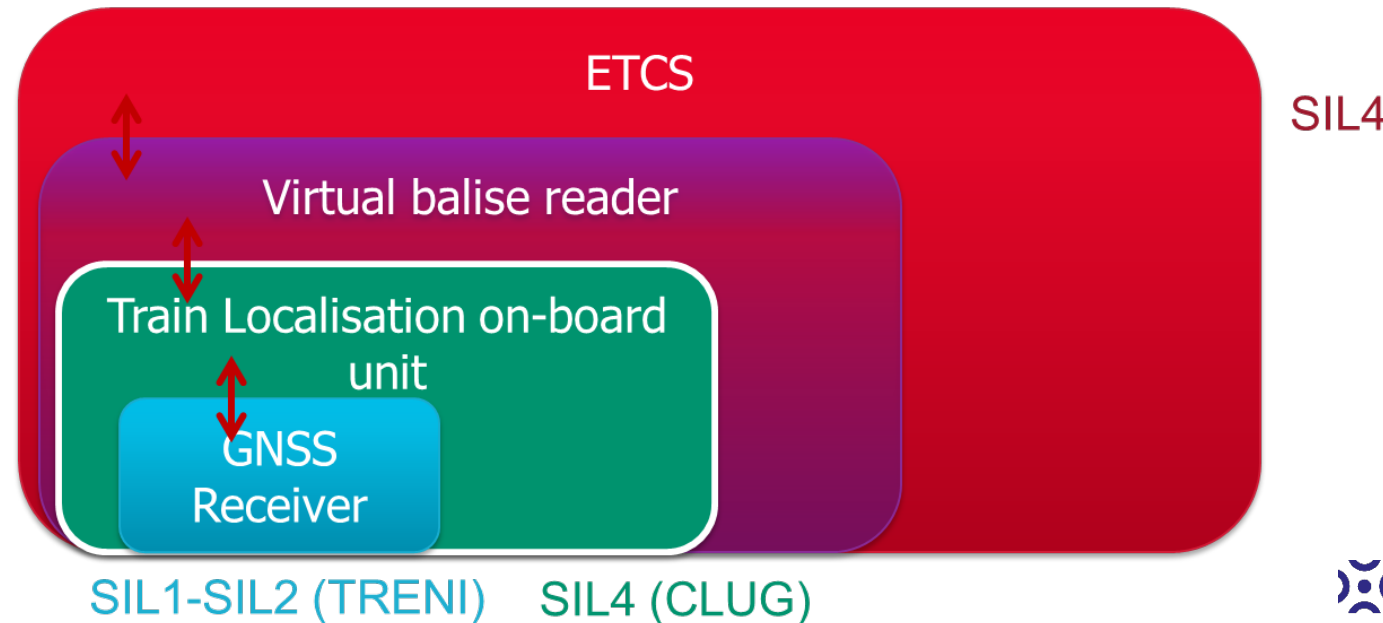 ETCS
SIL4
Virtual balise reader
Train Localisation on-board
unit
GNSS
Receiver
SIL1-SIL2 (TRENI)
SIL4 (CLUG)